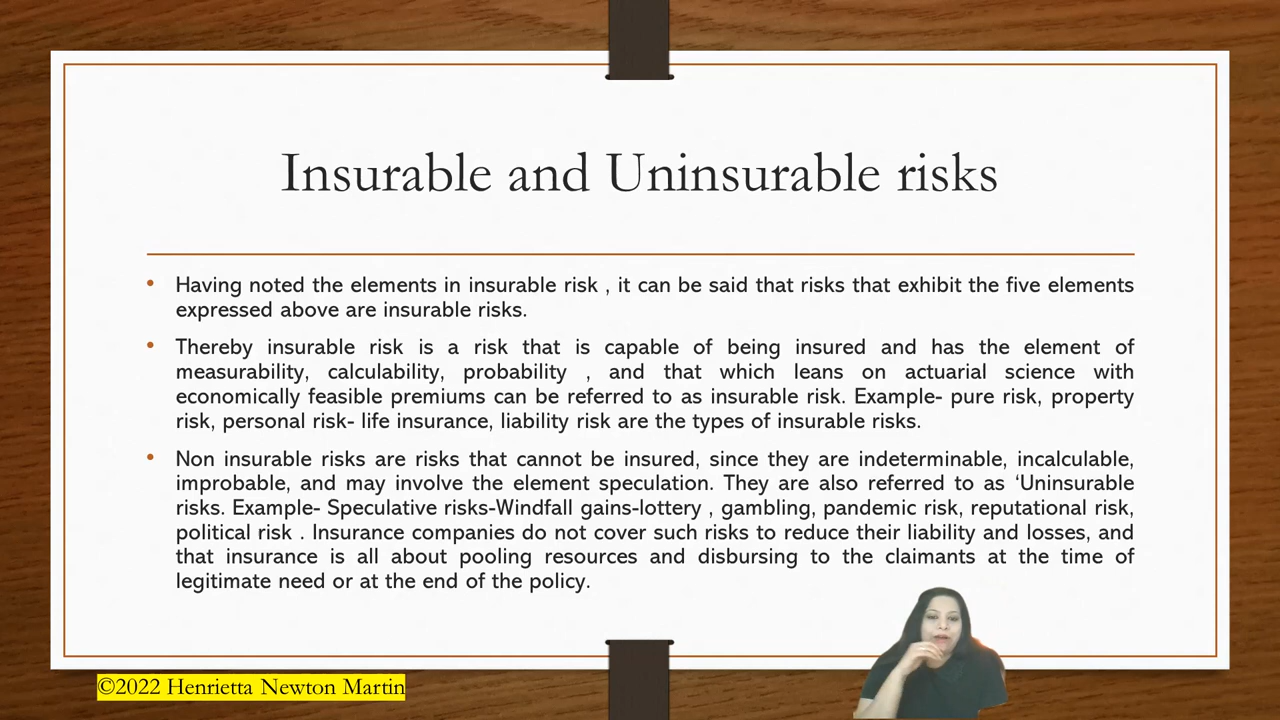 Insurable and Uninsurable risks
• Having noted the elements in insurable risk , it can be said that risks that exhibit the five elements
expressed above are insurable risks.
• Thereby insurable risk is a risk that is capable of being insured and has the element of
measurability, calculability, probability , and that which leans on actuarial science with
economically feasible premiums can be referred to as insurable risk. Example- pure risk, property
risk, personal risk- life insurance, liability risk are the types of insurable risks.
• Non insurable risks are risks that cannot be insured, since they are indeterminable, incalculable,
improbable, and may involve the element speculation. They are also referred to as ‘Uninsurable
risks. Example- Speculative risks-Windfall gains-lottery , gambling, pandemic risk, reputational risk,
political risk . Insurance companies do not cover such risks to reduce their liability and losses, and
that insurance is all about pooling resources and disbursing to the claimants at the time of
legitimate need or at the end of the policy.
©2022 Henrietta Newton Martin